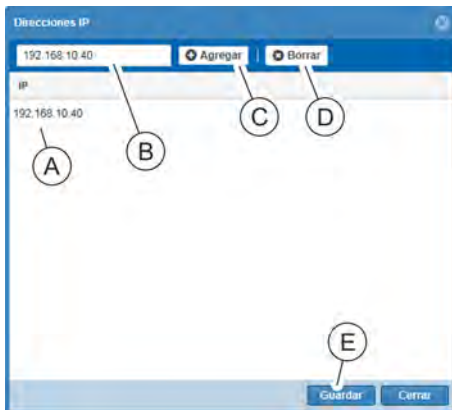 Direcciones IP
192.168.10.40 Agregar | Borrar
IP
192.168.10.40
A
B
C
D
E
Guardar Cerrar